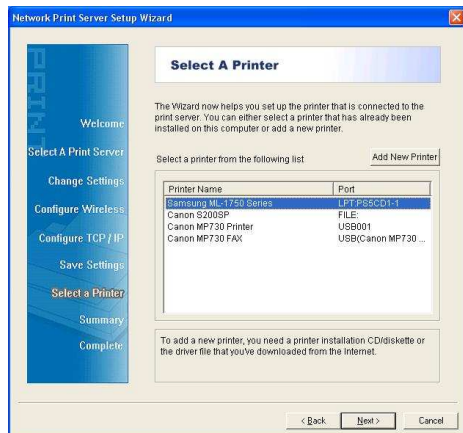 Network Print Server Setup Wizard
PRINT
Welcome
Select A Print Server
Change Settings
Configure Wireless
Configure TCP / IP
Save Settings
Select a Printer
Summary
Complete
Select A Printer
The Wizard now helps you set up the printer that is connected to the
print server. You can either select a printer that has already been
installed on this computer or add a new printer.
Select a printer from the following list
Add New Printer
Printer Name Port
Samsung ML-1750 Series LPT:PS5CD1-1
Canon S200SP FILE:
Canon MP730 Printer USB001
Canon MP730 FAX USB(Canon MP730 ...
To add a new printer, you need a printer installation CD/diskette or
the driver file that you've downloaded from the Internet.
< Back Next > Cancel